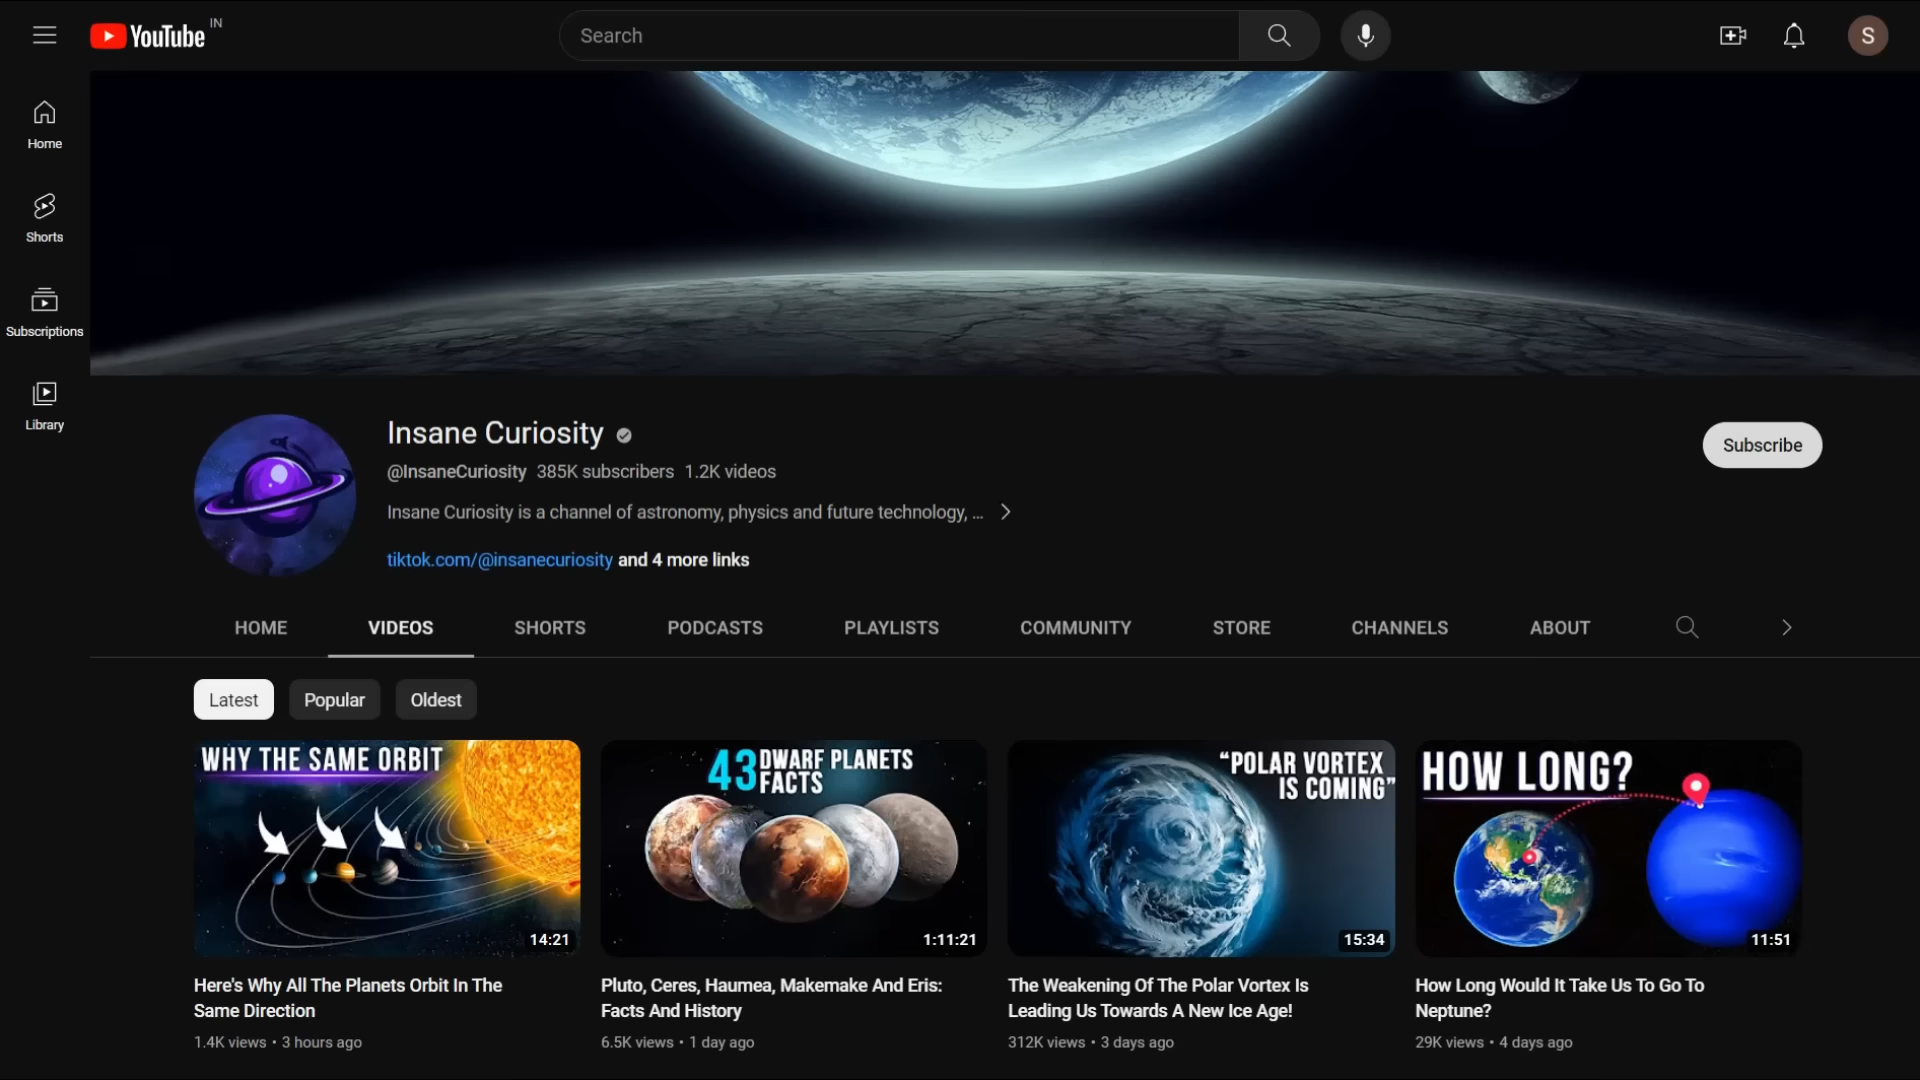 YouTube IN
Search
S
Home
Shorts
Subscriptions
Library
Insane Curiosity
@InsaneCuriosity 385K subscribers 1.2K videos
Insane Curiosity is a channel of astronomy, physics and future technology, ...
tiktok.com/@insanecuriosity and 4 more links
Subscribe
HOME VIDEOS SHORTS PODCASTS PLAYLISTS COMMUNITY STORE CHANNELS ABOUT
Latest Popular Oldest
WHY THE SAME ORBIT
14:21
Here's Why All The Planets Orbit In The
Same Direction
1.4K views • 3 hours ago
43 DWARF PLANETS
FACTS
1:11:21
Pluto, Ceres, Haumea, Makemake And Eris:
Facts And History
6.5K views • 1 day ago
“POLAR VORTEX
IS COMING”
15:34
The Weakening Of The Polar Vortex Is
Leading Us Towards A New Ice Age!
312K views • 3 days ago
HOW LONG?
11:51
How Long Would It Take Us To Go To
Neptune?
29K views • 4 days ago